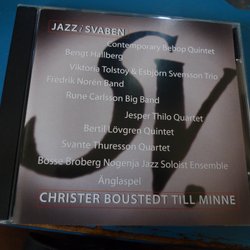 JAZZ / SVABEN
Contemporary Bebop Quintet
Bengt Hallberg
Viktoria Tolstoy & Esbjörn Svensson Trio
Fredrik Norén Band
Rune Carlsson Big Band
Jesper Thilo Quartet
Bertil Lövgren Quintet
Svante Thuresson Quartet
Bosse Broberg Nogenja Jazz Soloist Ensemble
Änglaspel
CHRISTER BOUSTEDT TILL MINNE